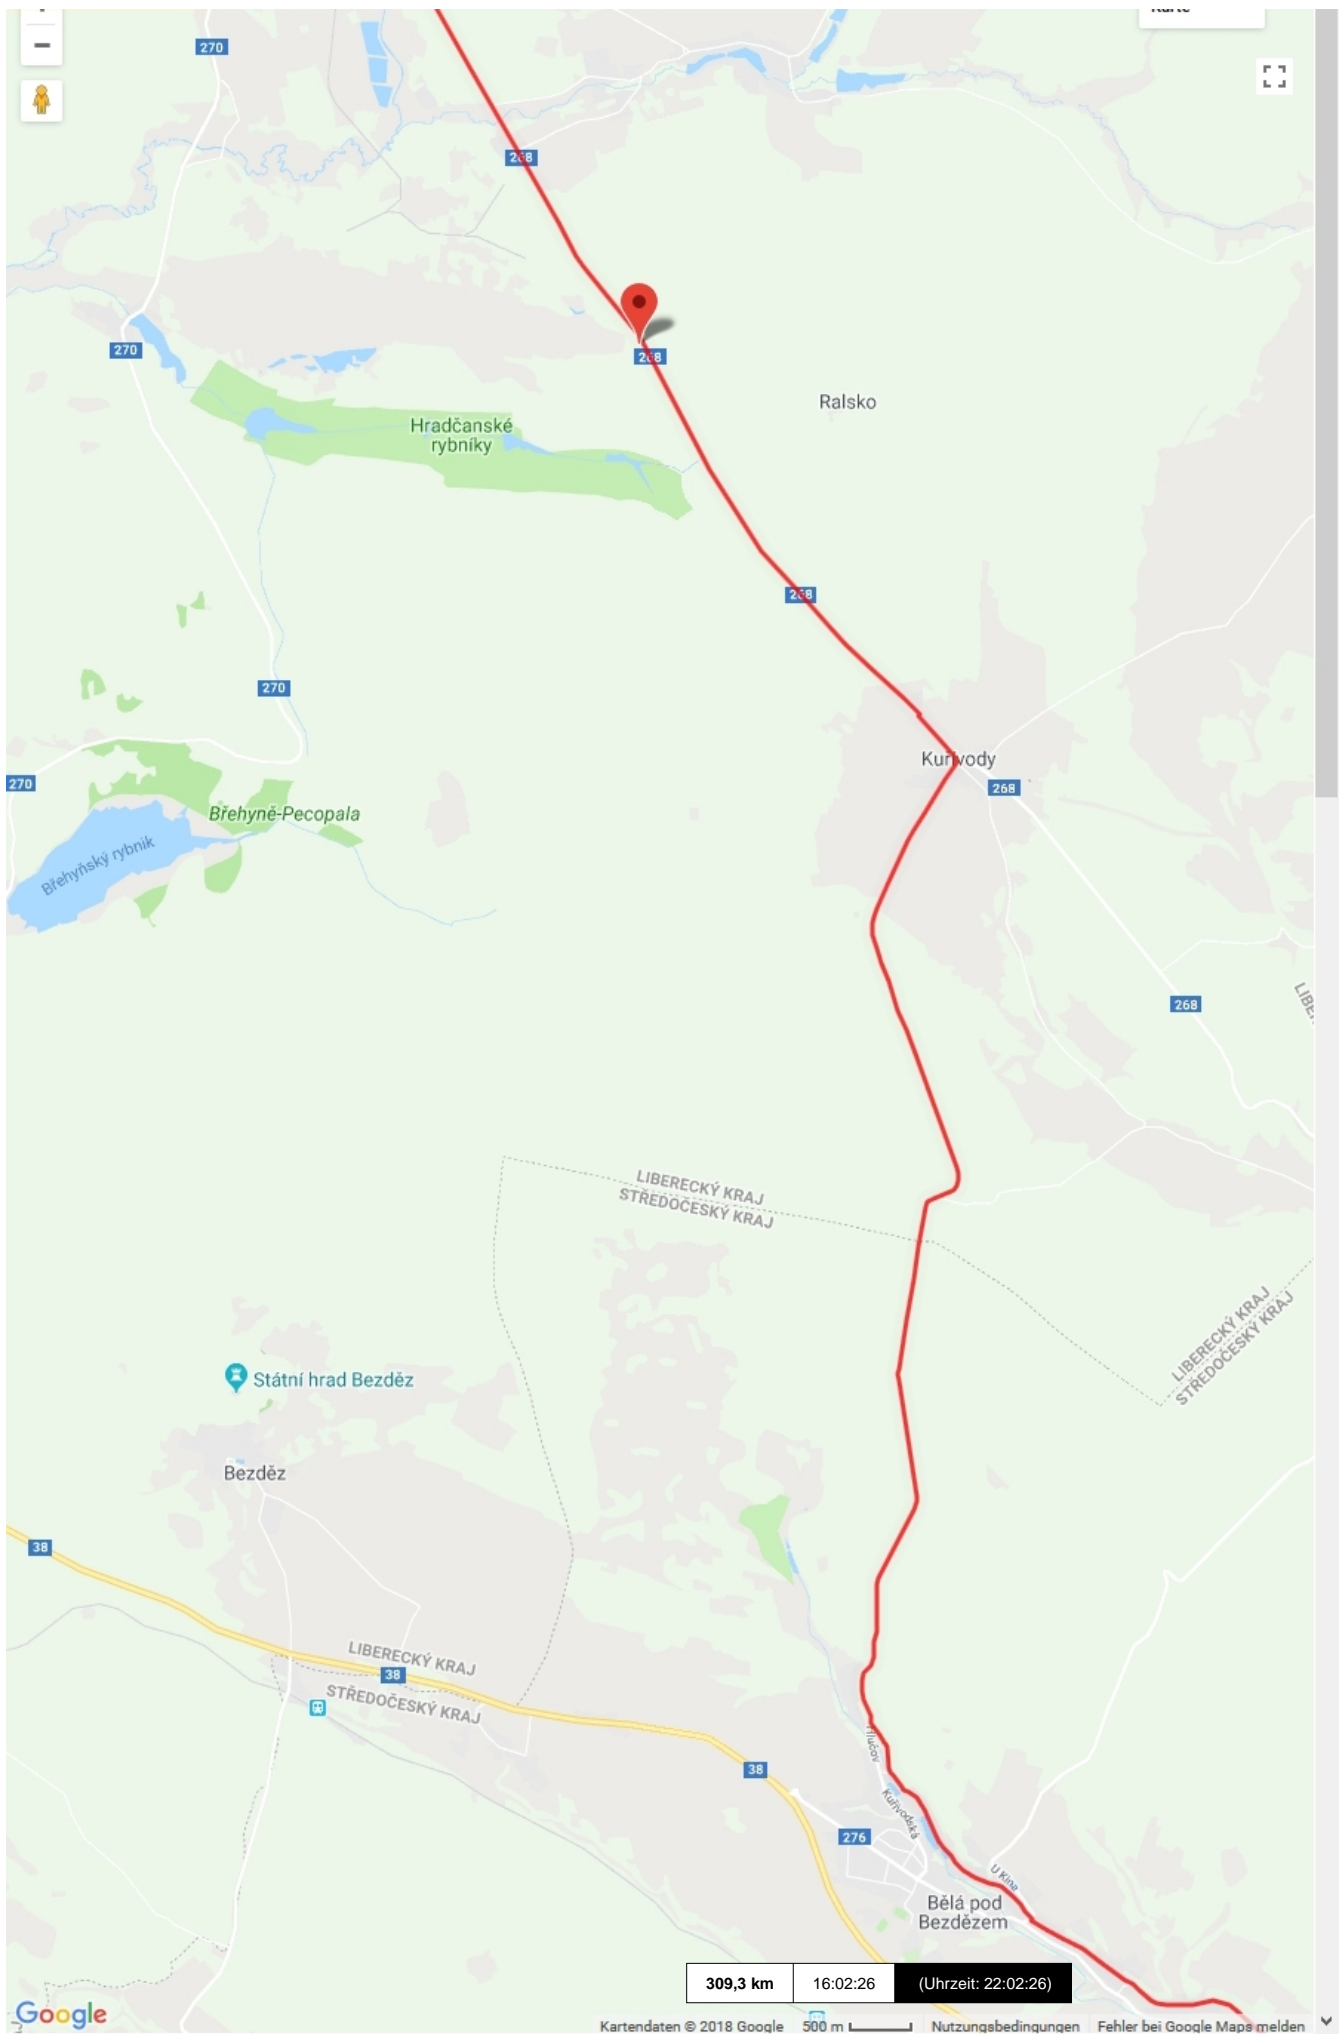 Karte
270
268
270
268
Ralsko
Hradčanské
rybníky
268
270
Kuřivody
270
268
Břehyně-Pecopala
Břehyňský rybník
268
LIBERECKÝ KRAJ
STŘEDOČESKÝ KRAJ
LIBERECKÝ KRAJ
STŘEDOČESKÝ KRAJ
Státní hrad Bezděz
Bezděz
38
LIBERECKÝ KRAJ
38
STŘEDOČESKÝ KRAJ
38
Kuřivodská
276
Bělá pod
Bezdězem
309,3 km 16:02:26 (Uhrzeit: 22:02:26)
Google
Kartendaten © 2018 Google 500 m Nutzungsbedingungen Fehler bei Google Maps melden